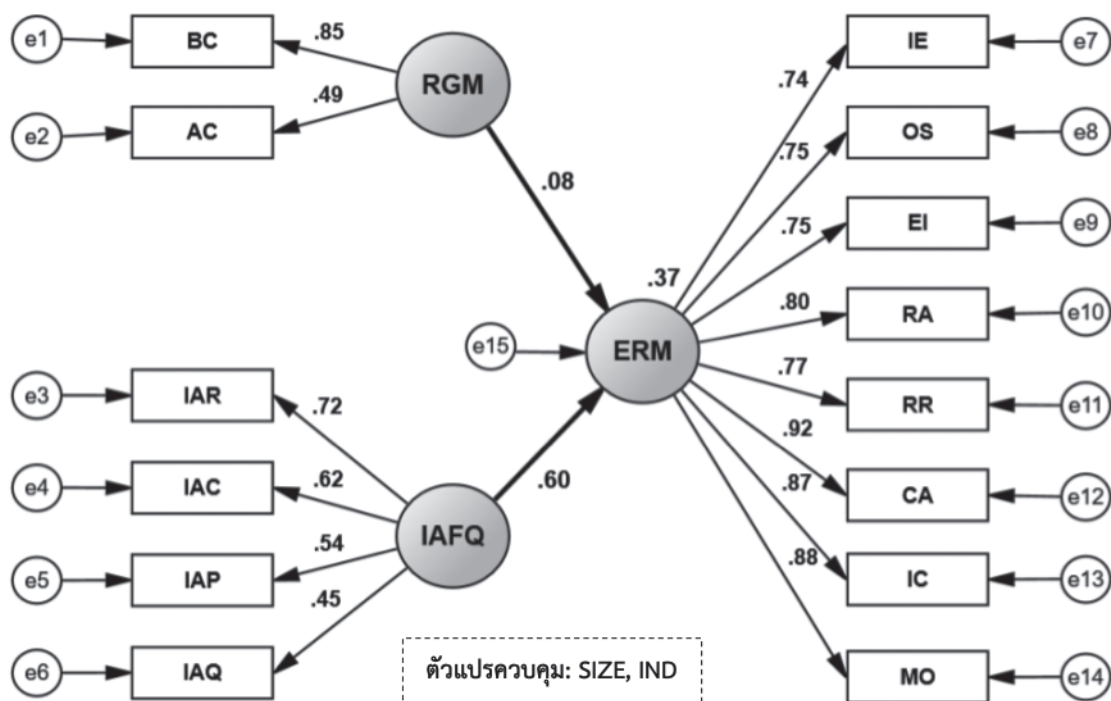 e1
BC
.85
RGM
.49
e2
AC
.08
IE
e7
.74
OS
e8
.75
EI
e9
.75
.37
RA
e10
.80
e15
ERM
RR
e11
.77
CA
e12
.92
IC
e13
.87
MO
e14
.88
e3
IAR
.72
e4
IAC
.62
.60
IAFQ
e5
IAP
.54
e6
IAQ
.45
ตัวแปรควบคุม: SIZE, IND